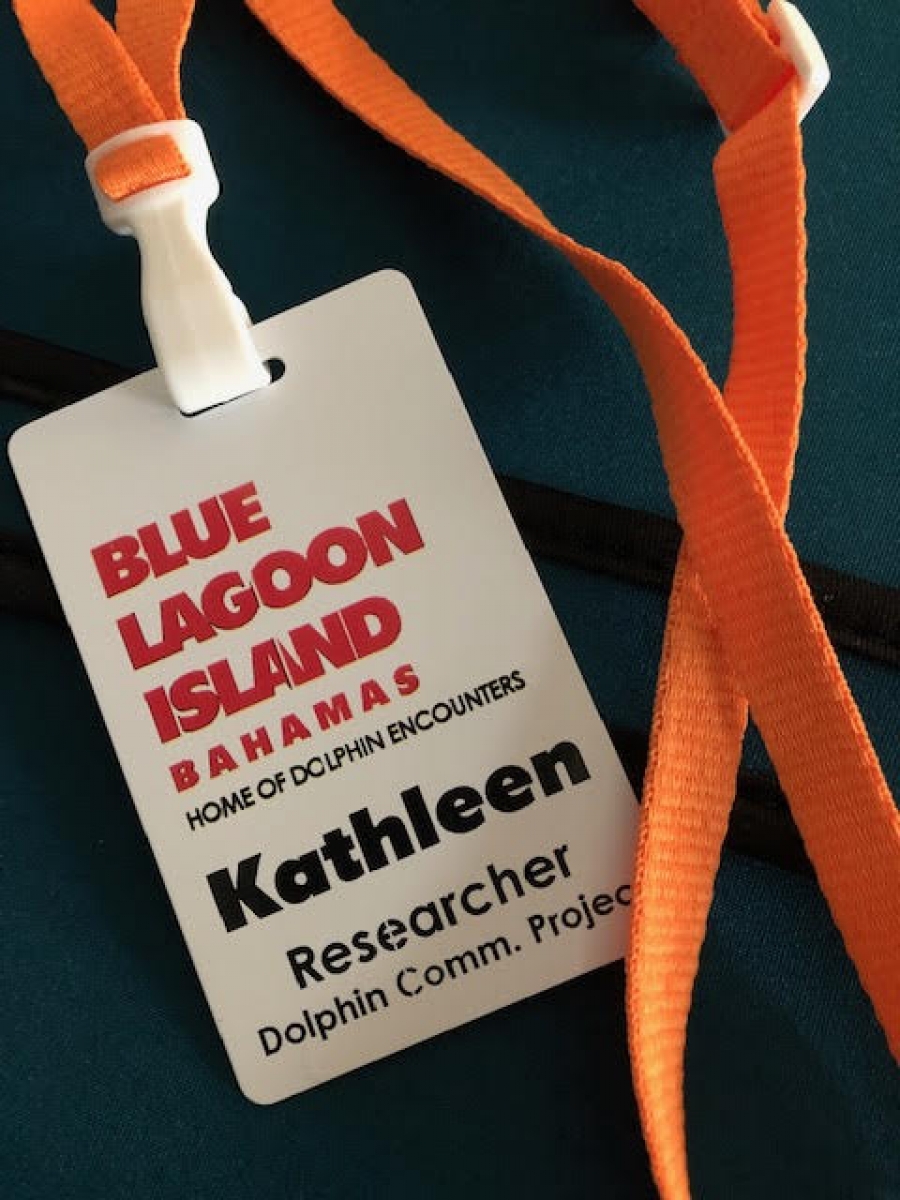 BLUE
LAGOON
ISLAND
BAHAMAS
HOME OF DOLPHIN ENCOUNTERS
Kathleen
Researcher
Dolphin Comm. Projec